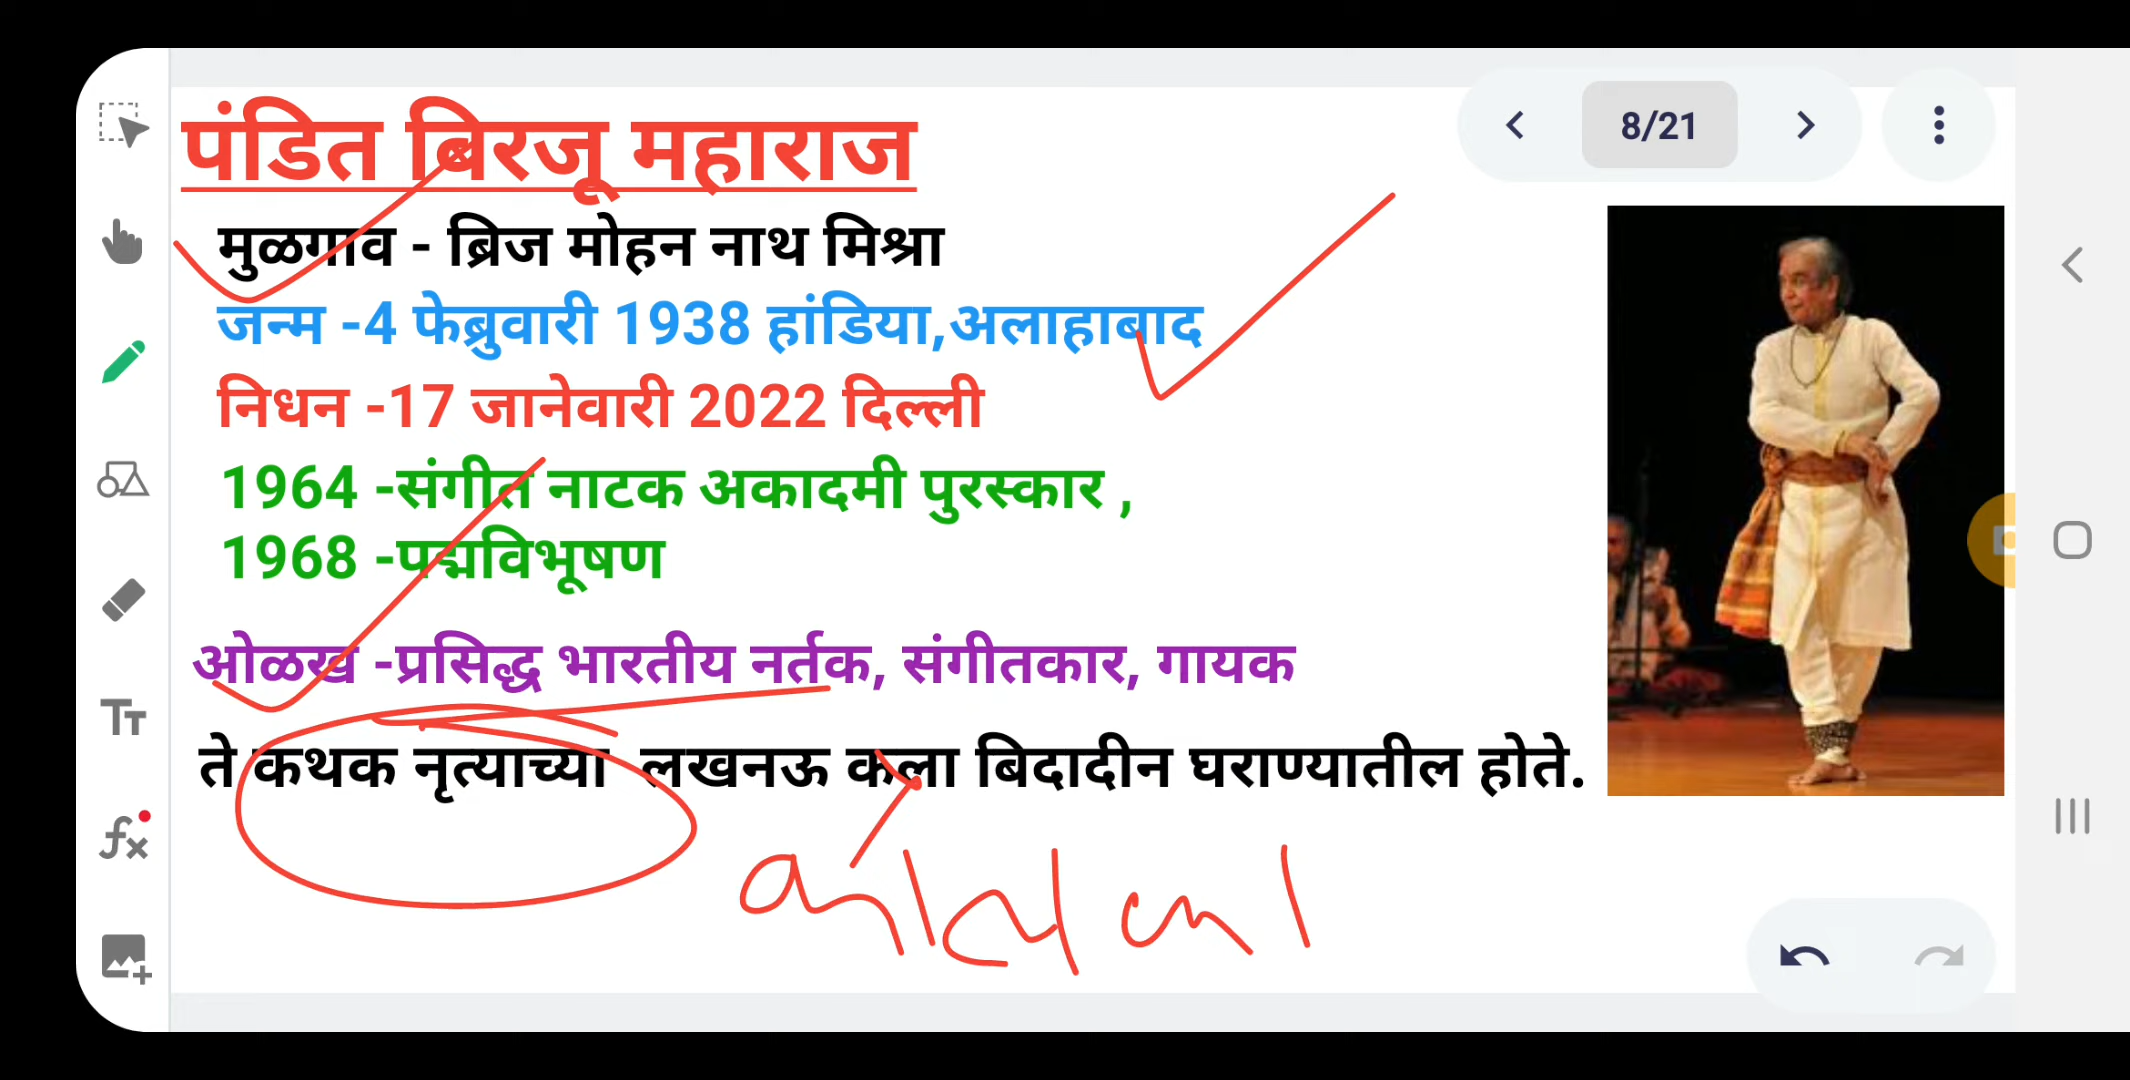 पंडित बिरजू महाराज
8/21
मुळगाव - ब्रिज मोहन नाथ मिश्रा
जन्म -4 फेब्रुवारी 1938 हांडिया,अलाहाबाद
निधन -17 जानेवारी 2022 दिल्ली
1964 -संगीत नाटक अकादमी पुरस्कार ,
1968 -पद्मविभूषण
ओळख -प्रसिद्ध भारतीय नर्तक, संगीतकार, गायक
ते कथक नृत्याच्या लखनऊ कला बिदादीन घराण्यातील होते.